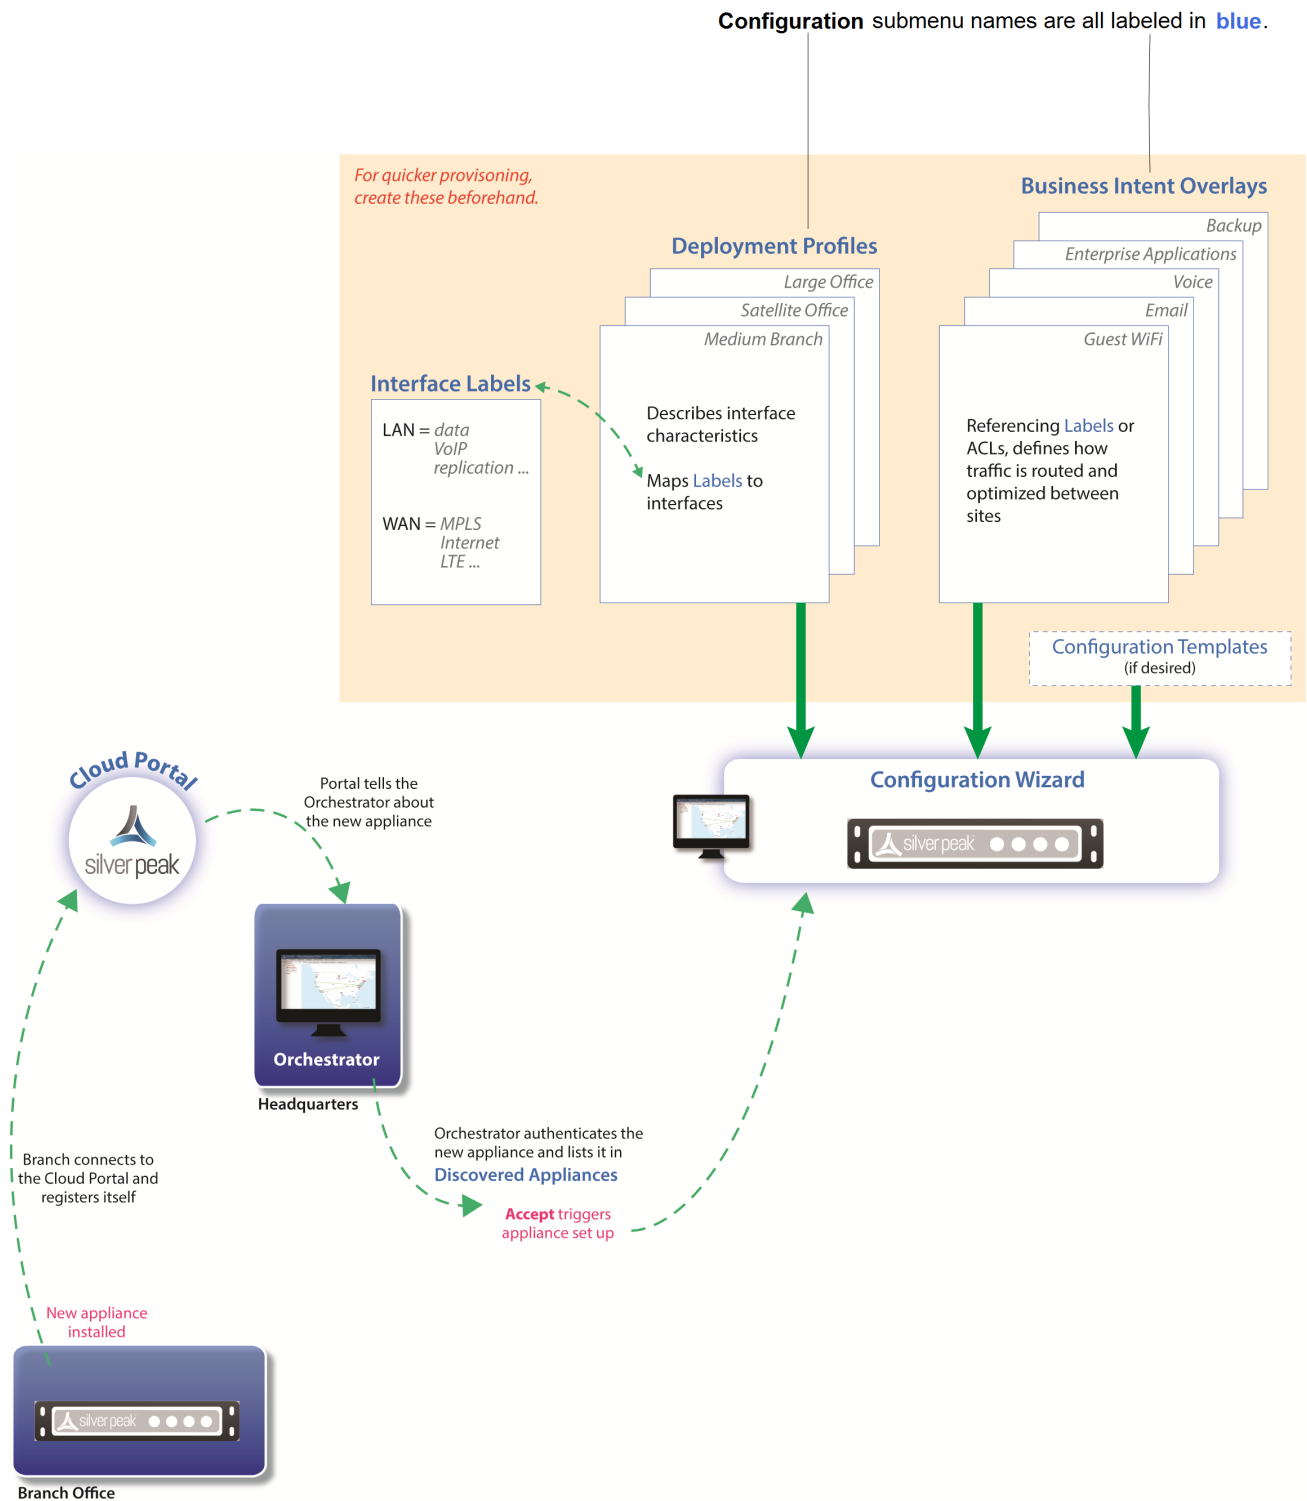 Configuration submenu names are all labeled in blue.
For quicker provisoning,
create these beforehand.
Business Intent Overlays
Backup
Enterprise Applications
Voice
Email
Guest WiFi
Referencing Labels or
ACLs, defines how
traffic is routed and
optimized between
sites
Deployment Profiles
Large Office
Satellite Office
Medium Branch
Describes interface
characteristics
Maps Labels to
interfaces
Interface Labels
LAN = data
VoIP
replication ...
WAN = MPLS
Internet
LTE ...
Configuration Templates
(if desired)
Configuration Wizard
silver peak
Cloud Portal
silver peak
Portal tells the
Orchestrator about
the new appliance
Orchestrator
Headquarters
Orchestrator authenticates the
new appliance and lists it in
Discovered Appliances
Accept triggers
appliance set up
Branch connects to
the Cloud Portal and
registers itself
New appliance
installed
silver peak
Branch Office